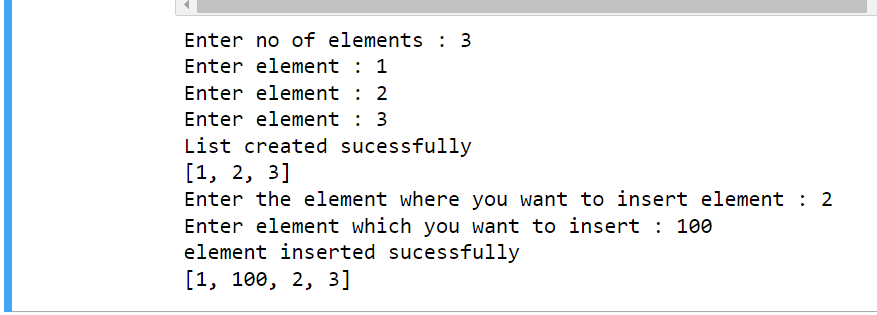 Enter no of elements : 3
Enter element : 1
Enter element : 2
Enter element : 3
List created sucessfully
[1, 2, 3]
Enter the element where you want to insert element : 2
Enter element which you want to insert : 100
element inserted sucessfully
[1, 100, 2, 3]